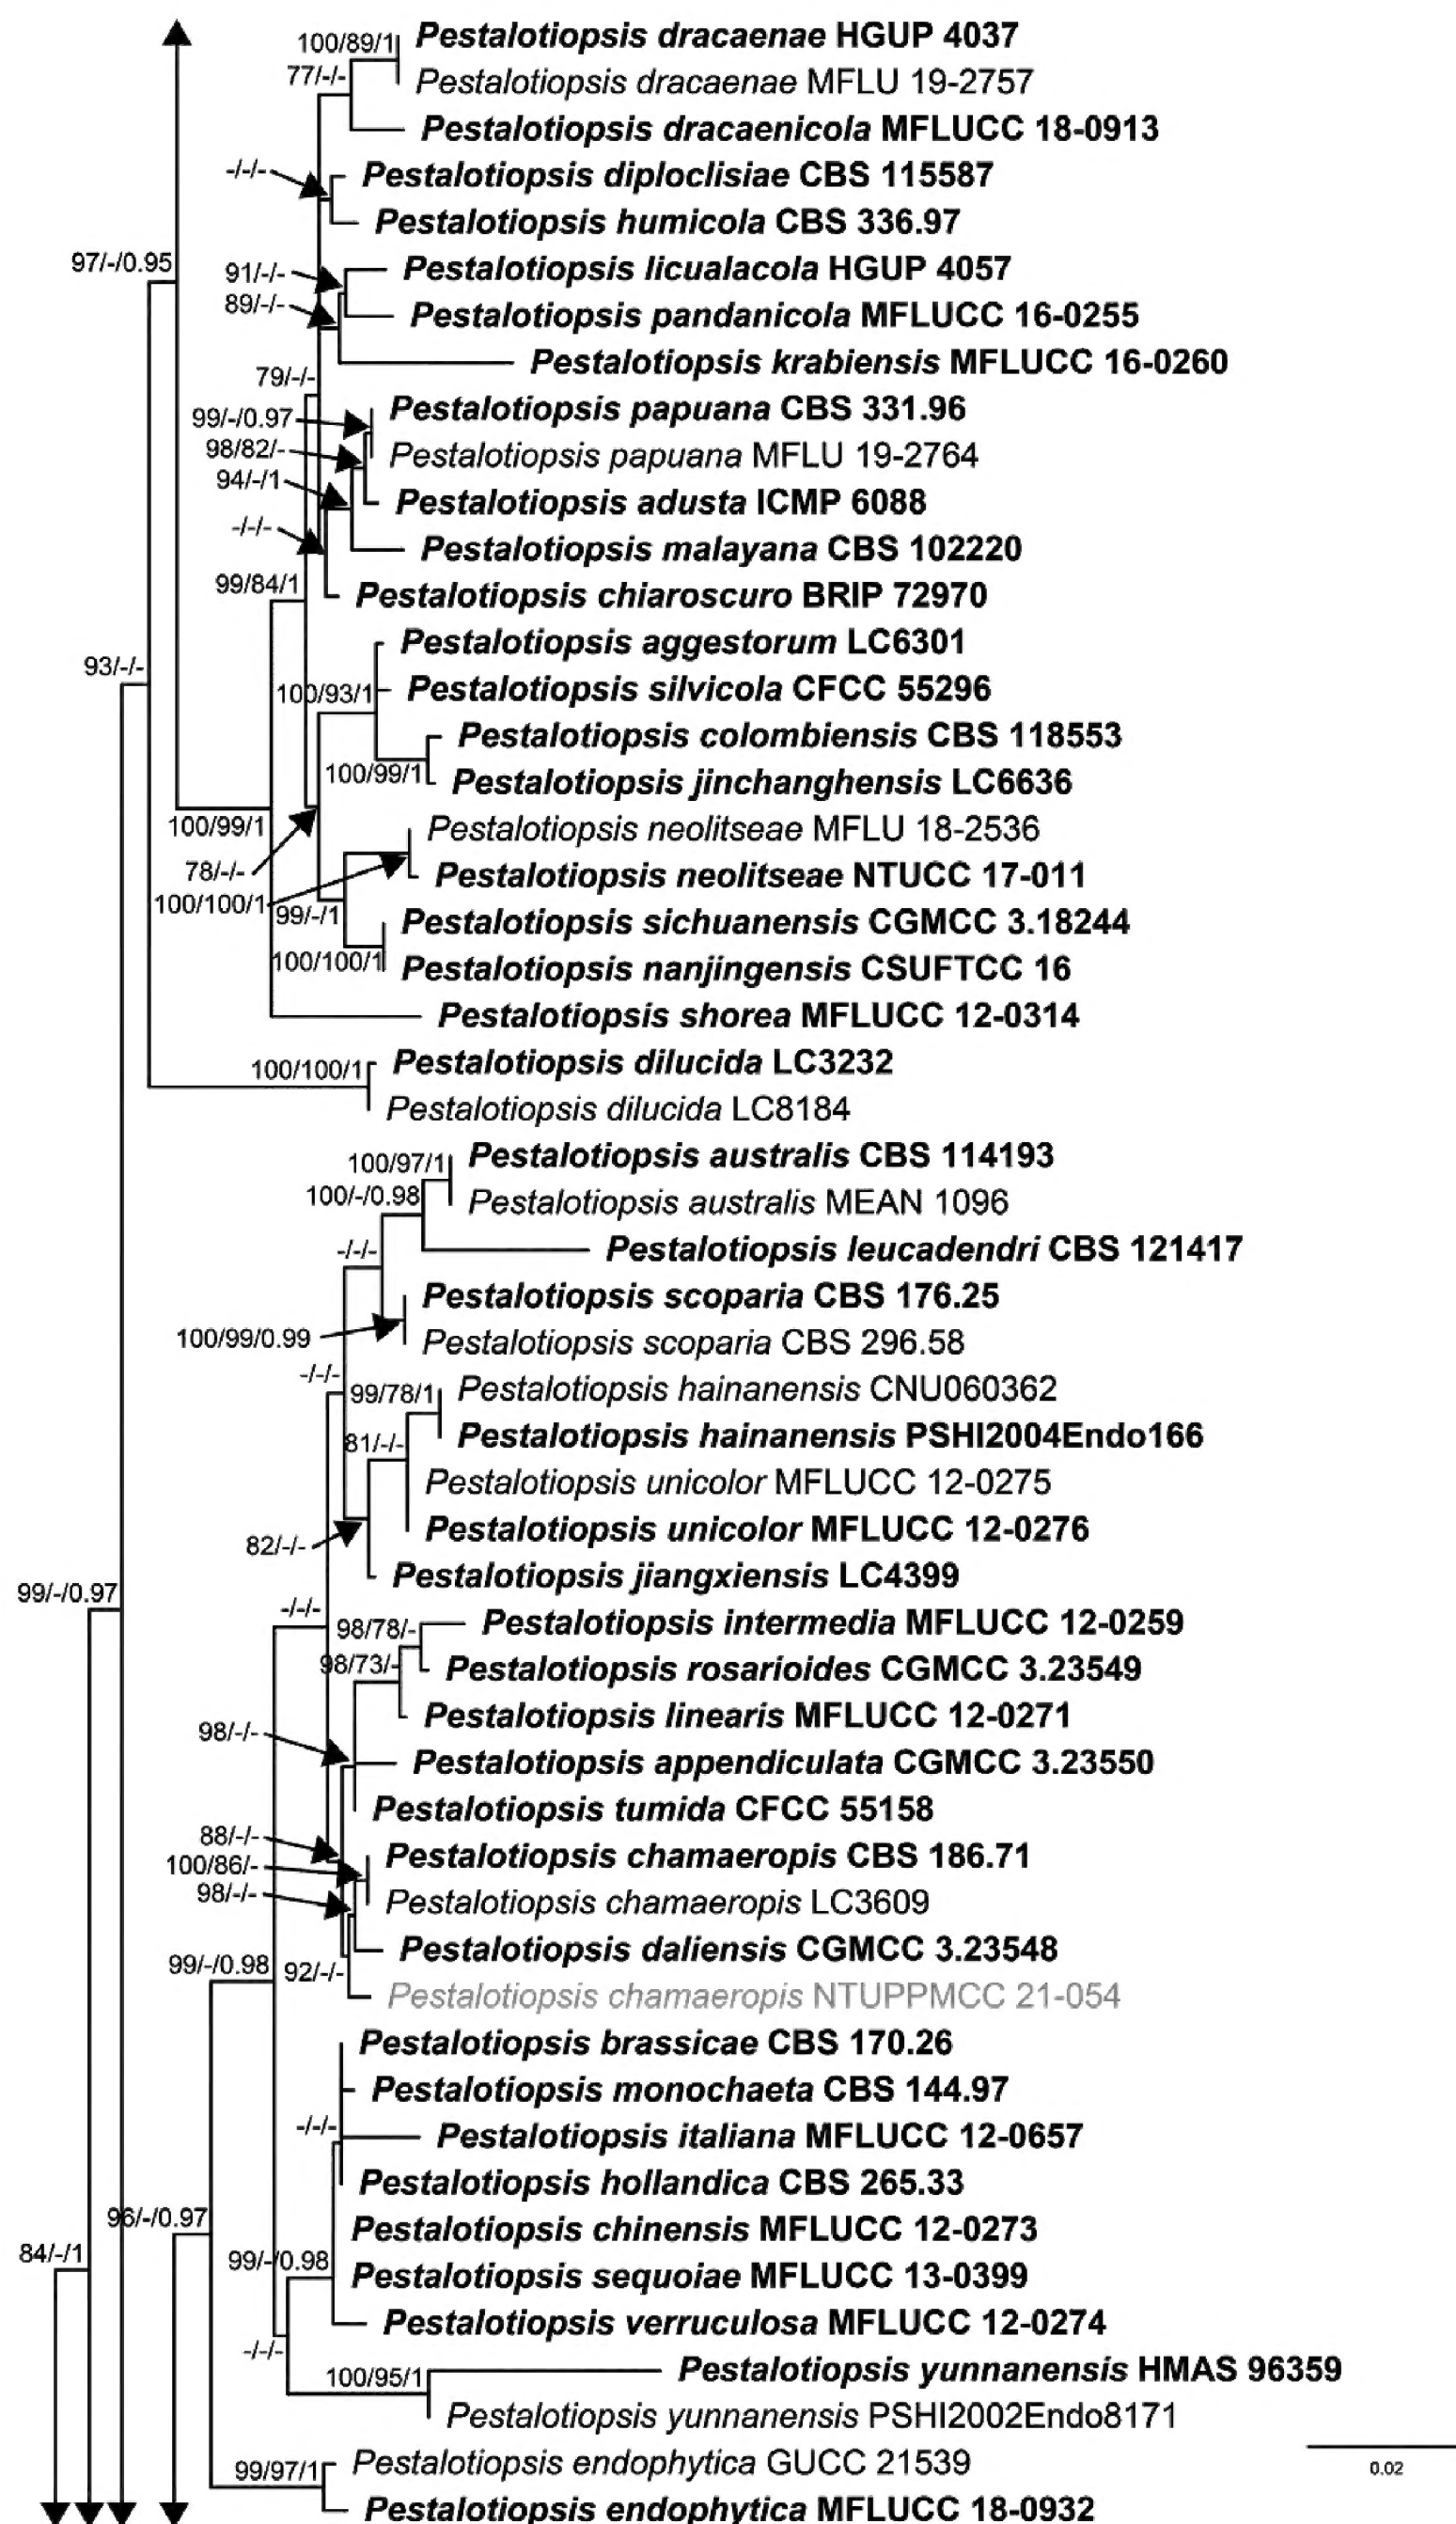 100/89/1 Pestalotiopsis dracaenae HGUP 4037
77/-/- Pestalotiopsis dracaenae MFLU 19-2757
Pestalotiopsis dracaenicola MFLUCC 18-0913
-/-/- Pestalotiopsis diploclisiae CBS 115587
Pestalotiopsis humicola CBS 336.97
97/-/0.95 91/-/- Pestalotiopsis licualacola HGUP 4057
89/-/- Pestalotiopsis pandanicola MFLUCC 16-0255
Pestalotiopsis krabiensis MFLUCC 16-0260
79/-/-
99/-/0.97 Pestalotiopsis papuana CBS 331.96
98/82/- Pestalotiopsis papuana MFLU 19-2764
94/-/1 Pestalotiopsis adusta ICMP 6088
-/-/- Pestalotiopsis malayana CBS 102220
99/84/1 Pestalotiopsis chiaroscuro BRIP 72970
Pestalotiopsis aggestorum LC6301
93/-/- 100/93/1 Pestalotiopsis silvicola CFCC 55296
Pestalotiopsis colombiensis CBS 118553
100/99/1 Pestalotiopsis jinchanghensis LC6636
100/99/1 Pestalotiopsis neolitseae MFLU 18-2536
78/-/- Pestalotiopsis neolitseae NTUCC 17-011
100/100/1 99/-/1 Pestalotiopsis sichuanensis CGMCC 3.18244
100/100/1 Pestalotiopsis nanjingensis CSUFTCC 16
Pestalotiopsis shorea MFLUCC 12-0314
100/100/1 Pestalotiopsis dilucida LC3232
Pestalotiopsis dilucida LC8184
100/97/1 Pestalotiopsis australis CBS 114193
100/-/0.98 Pestalotiopsis australis MEAN 1096
-/-/- Pestalotiopsis leucadendri CBS 121417
Pestalotiopsis scoparia CBS 176.25
100/99/0.99 Pestalotiopsis scoparia CBS 296.58
-/-/- 99/78/1 Pestalotiopsis hainanensis CNU060362
81/-/- Pestalotiopsis hainanensis PSHI2004Endo166
Pestalotiopsis unicolor MFLUCC 12-0275
82/-/- Pestalotiopsis unicolor MFLUCC 12-0276
99/-/0.97 Pestalotiopsis jiangxiensis LC4399
-/-/- 98/78/- Pestalotiopsis intermedia MFLUCC 12-0259
98/73/- Pestalotiopsis rosarioides CGMCC 3.23549
Pestalotiopsis linearis MFLUCC 12-0271
98/-/- Pestalotiopsis appendiculata CGMCC 3.23550
Pestalotiopsis tumida CFCC 55158
88/-/- Pestalotiopsis chamaeropis CBS 186.71
100/86/-
98/-/- Pestalotiopsis chamaeropis LC3609
Pestalotiopsis daliensis CGMCC 3.23548
99/-/0.98 92/-/- Pestalotiopsis chamaeropis NTUPPMCC 21-054
Pestalotiopsis brassicae CBS 170.26
Pestalotiopsis monochaeta CBS 144.97
-/-/- Pestalotiopsis italiana MFLUCC 12-0657
Pestalotiopsis hollandica CBS 265.33
96/-/0.97 Pestalotiopsis chinensis MFLUCC 12-0273
84/-/1 99/-/0.98 Pestalotiopsis sequoiae MFLUCC 13-0399
Pestalotiopsis verruculosa MFLUCC 12-0274
-/-/- Pestalotiopsis yunnanensis HMAS 96359
100/95/1 Pestalotiopsis yunnanensis PSHI2002Endo8171
99/97/1 Pestalotiopsis endophytica GUCC 21539
0.02
Pestalotiopsis endophytica MFLUCC 18-0932